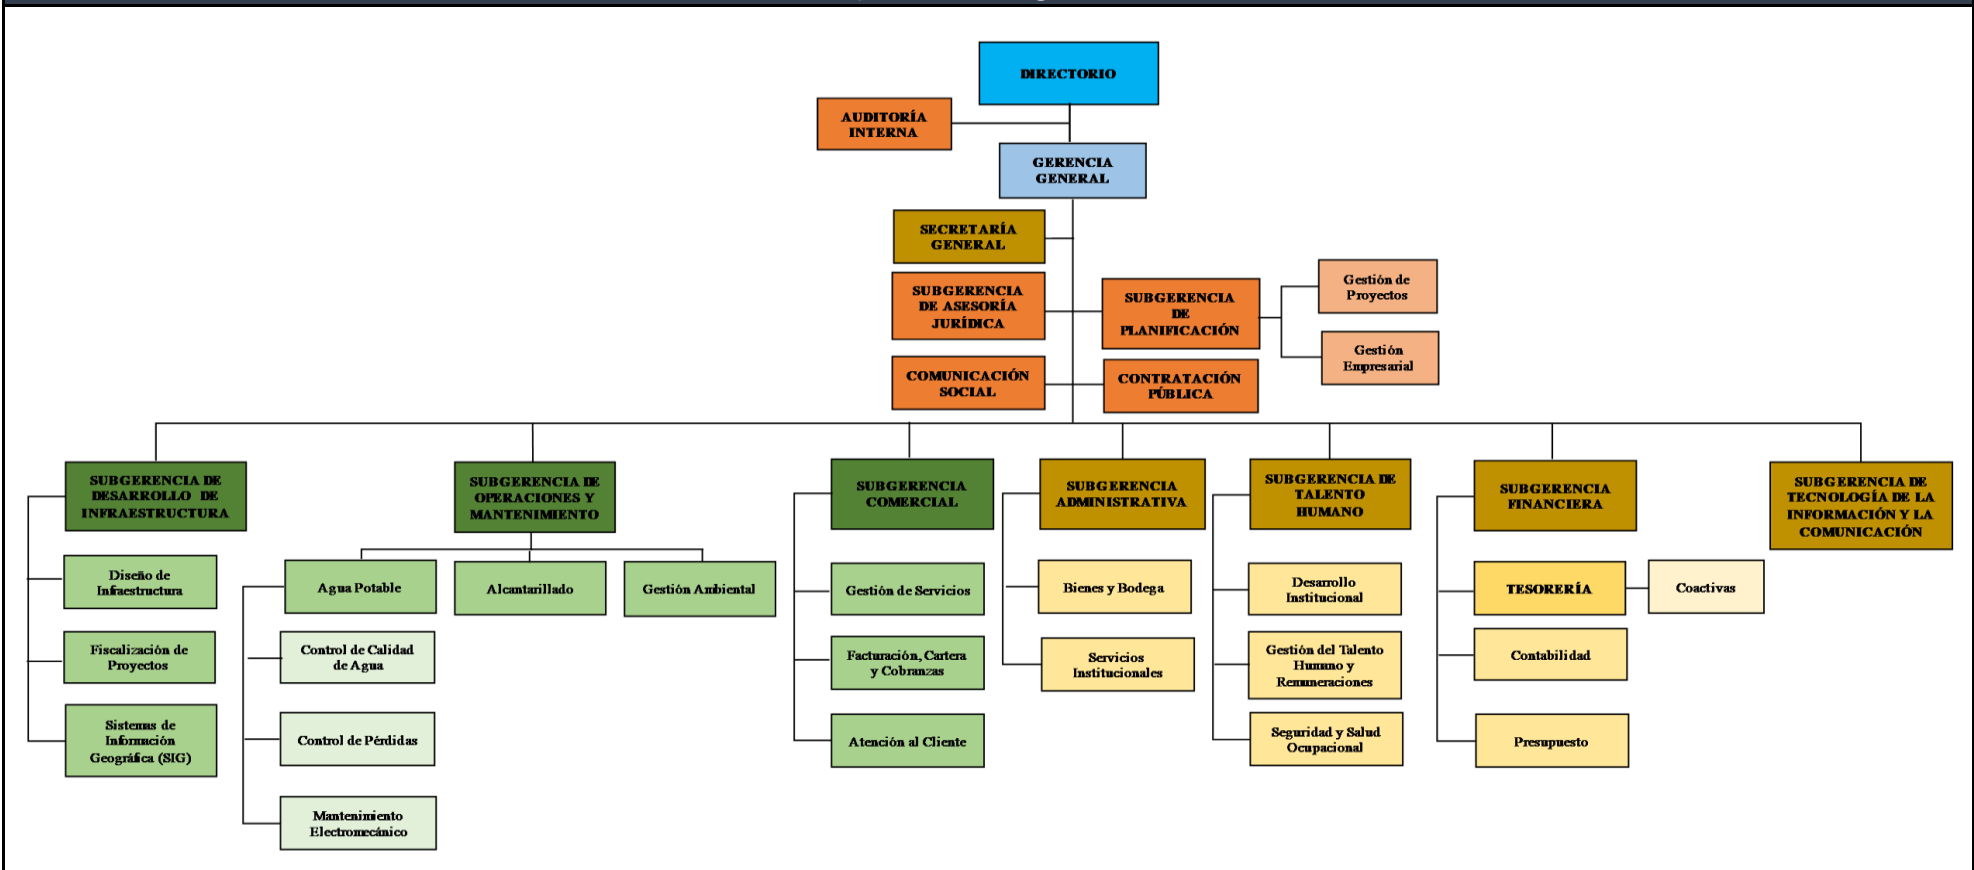 DIRECTORIO
AUDITORÍA
INTERNA
GERENCIA
GENERAL
SECRETARÍA
GENERAL
SUBGERENCIA
DE ASESORÍA
JURÍDICA
SUBGERENCIA
DE
PLANIFICACIÓN
Gestión de
Proyectos
Gestión
Empresarial
COMUNICACIÓN
SOCIAL
CONTRATACIÓN
PÚBLICA
SUBGERENCIA DE
DESARROLLO DE
INFRAESTRUCTURA
Diseño de
Infraestructura
Fiscalización de
Proyectos
Sistemas de
Información
Geográfica (SIG)
SUBGERENCIA DE
OPERACIONES Y
MANTENIMIENTO
Agua Potable
Alcantarillado
Gestión Ambiental
Control de Calidad
de Agua
Control de Pérdidas
Mantenimiento
Electromecánico
SUBGERENCIA
COMERCIAL
Gestión de Servicios
Facturación, Cartera
y Cobranzas
Atención al Cliente
SUBGERENCIA
ADMINISTRATIVA
Bienes y Bodega
Servicios
Institucionales
SUBGERENCIA DE
TALENTO
HUMANO
Desarrollo
Institucional
Gestión del Talento
Humano y
Remuneraciones
Seguridad y Salud
Ocupacional
SUBGERENCIA
FINANCIERA
TESORERÍA
Coactivas
Contabilidad
Presupuesto
SUBGERENCIA DE
TECNOLOGÍA DE LA
INFORMACIÓN Y LA
COMUNICACIÓN